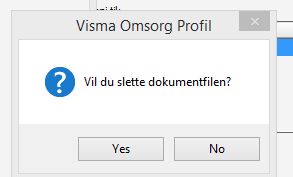 Visma Omsorg Profil
Vil du slette dokumentfilen?
Yes
No